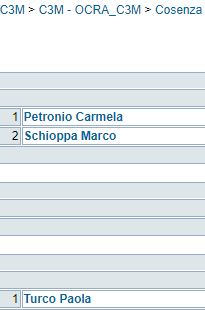 C3M > C3M - OCRA_C3M > Cosenza
1 Petronio Carmela
2 Schioppa Marco
1 Turco Paola